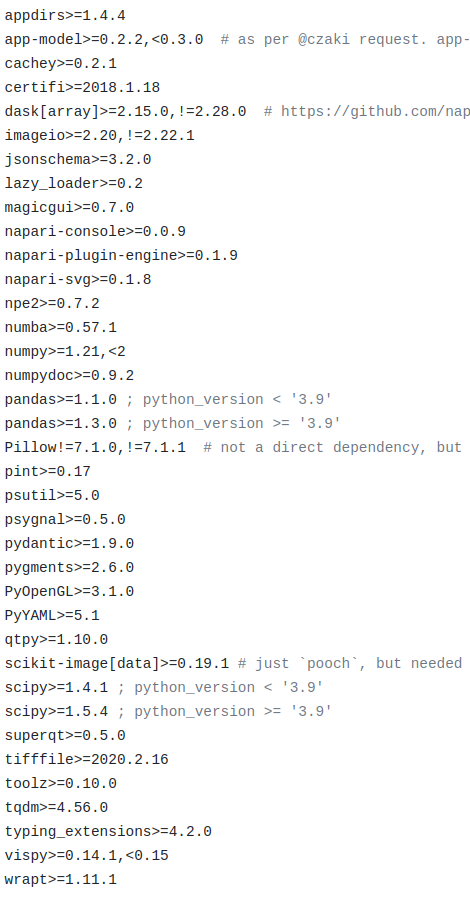 appdirs>=1.4.4
app-model>=0.2.2,<0.3.0  # as per @czaki request. app-
cachey>=0.2.1
certifi>=2018.1.18
dask[array]>=2.15.0,!=2.28.0  # https://github.com/nap
imageio>=2.20,!=2.22.1
jsonschema>=3.2.0
lazy_loader>=0.2
magicgui>=0.7.0
napari-console>=0.0.9
napari-plugin-engine>=0.1.9
napari-svg>=0.1.8
npe2>=0.7.2
numba>=0.57.1
numpy>=1.21,<2
numpydoc>=0.9.2
pandas>=1.1.0 ; python_version < '3.9'
pandas>=1.3.0 ; python_version >= '3.9'
Pillow!=7.1.0,!=7.1.1  # not a direct dependency, but
pint>=0.17
psutil>=5.0
psygnal>=0.5.0
pydantic>=1.9.0
pygments>=2.6.0
PyOpenGL>=3.1.0
PyYAML>=5.1
qtpy>=1.10.0
scikit-image[data]>=0.19.1 # just `pooch`, but needed
scipy>=1.4.1 ; python_version < '3.9'
scipy>=1.5.4 ; python_version >= '3.9'
superqt>=0.5.0
tifffile>=2020.2.16
toolz>=0.10.0
tqdm>=4.56.0
typing_extensions>=4.2.0
vispy>=0.14.1,<0.15
wrapt>=1.11.1